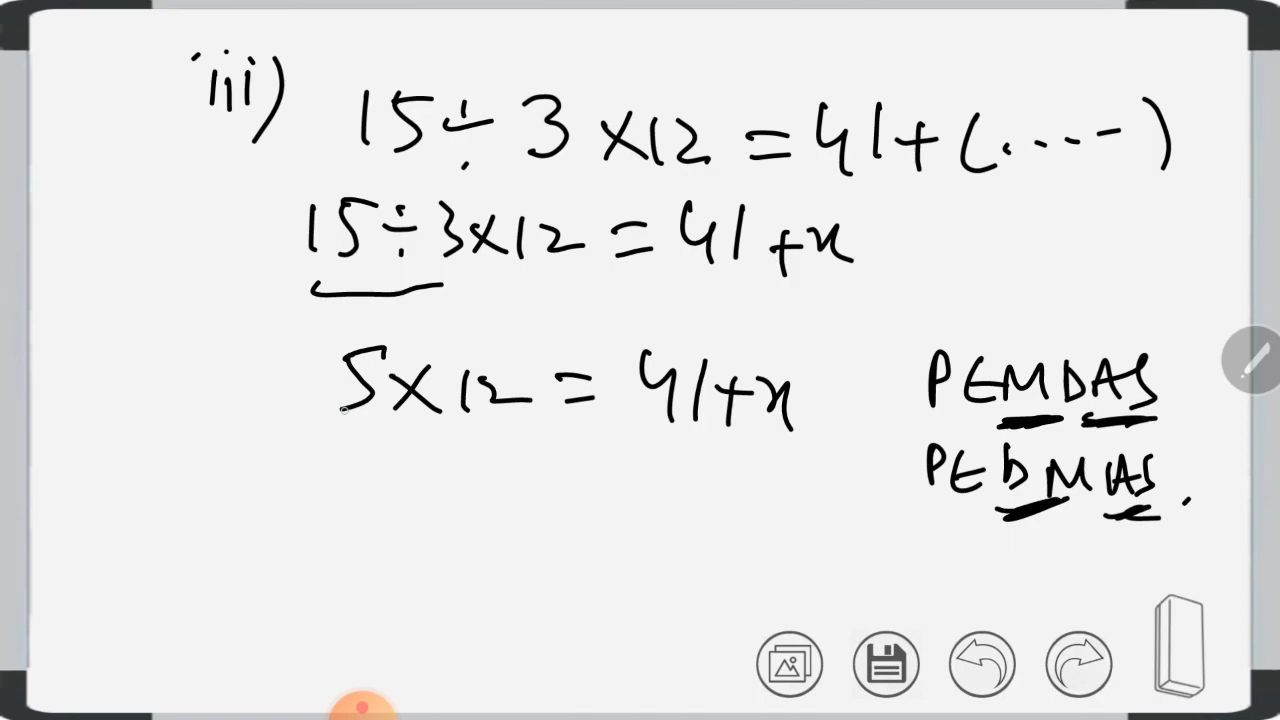 iii) 15 ÷ 3 × 12 = 41 + (....-)
15 ÷ 3 × 12 = 41 + x
5 × 12 = 41 + x
PEMDAS
PEDMAS.